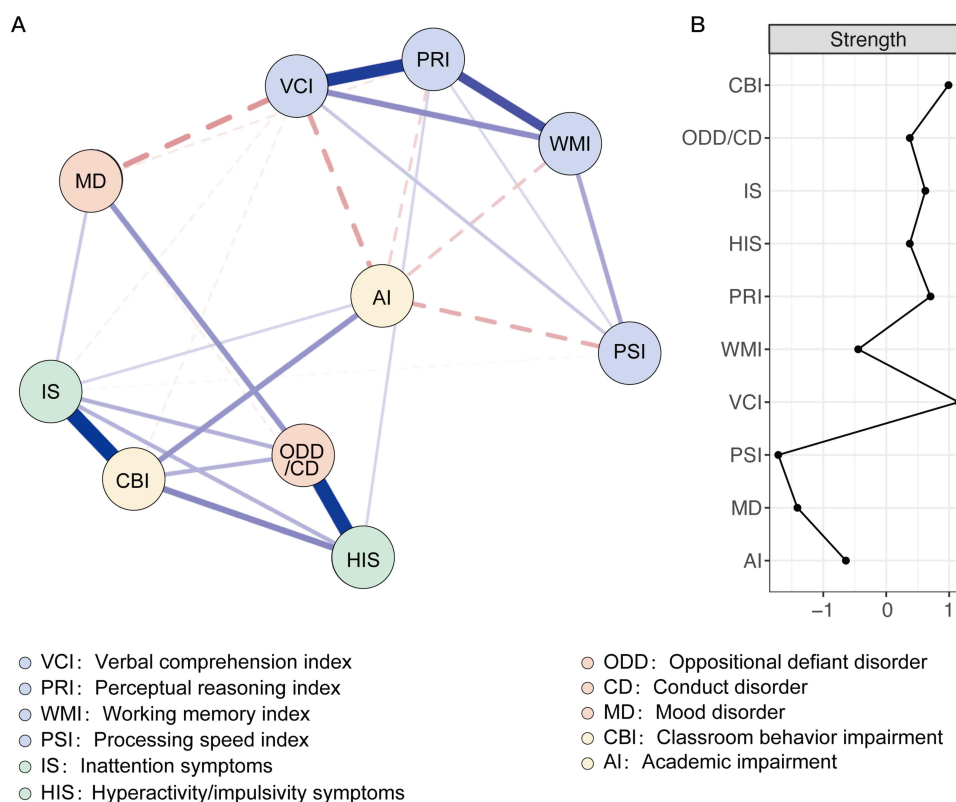 A
B
PRI
VCI
WMI
MD
AI
PSI
IS
ODD
/CD
CBI
HIS
Strength
CBI
ODD/CD
IS
HIS
PRI
WMI
VCI
PSI
MD
AI
−1 0 1
VCI: Verbal comprehension index
PRI: Perceptual reasoning index
WMI: Working memory index
PSI: Processing speed index
IS: Inattention symptoms
HIS: Hyperactivity/impulsivity symptoms
ODD: Oppositional defiant disorder
CD: Conduct disorder
MD: Mood disorder
CBI: Classroom behavior impairment
AI: Academic impairment